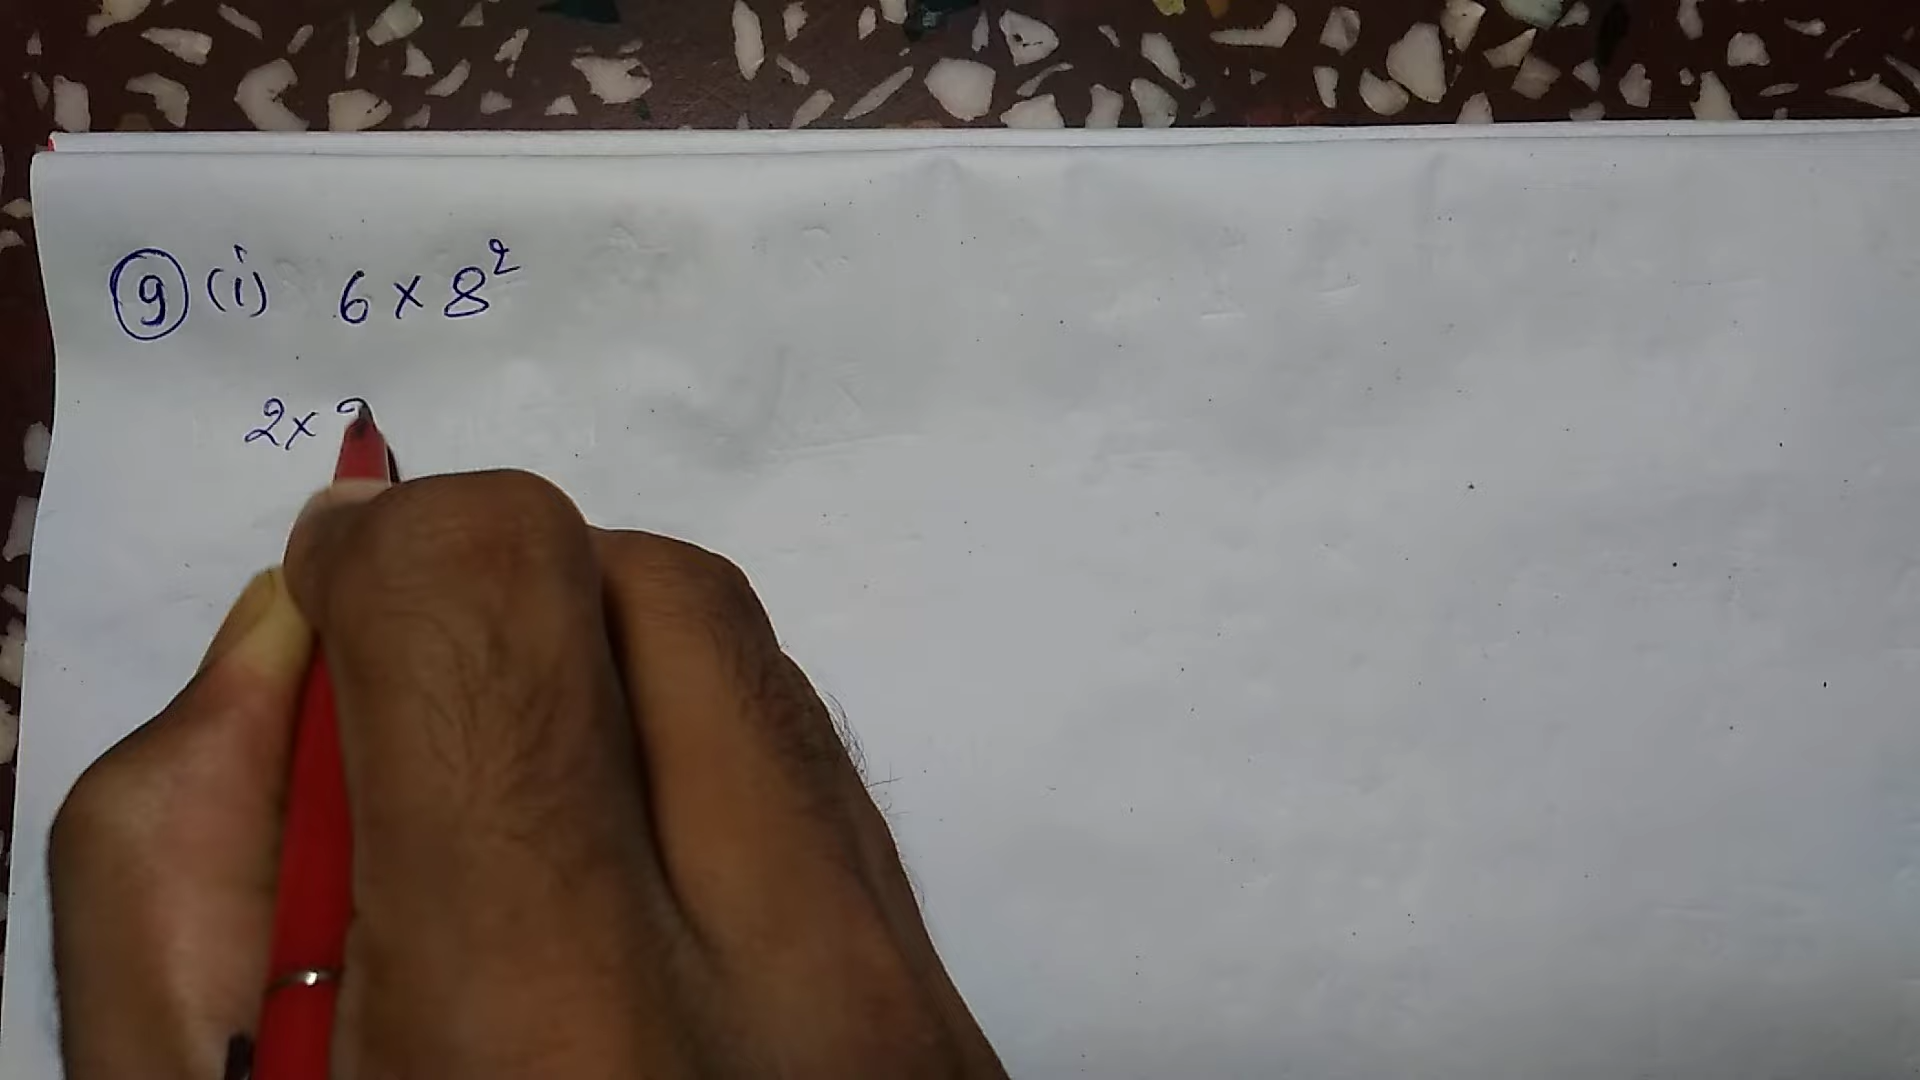 9 (i) 6 × 8²
2 ×